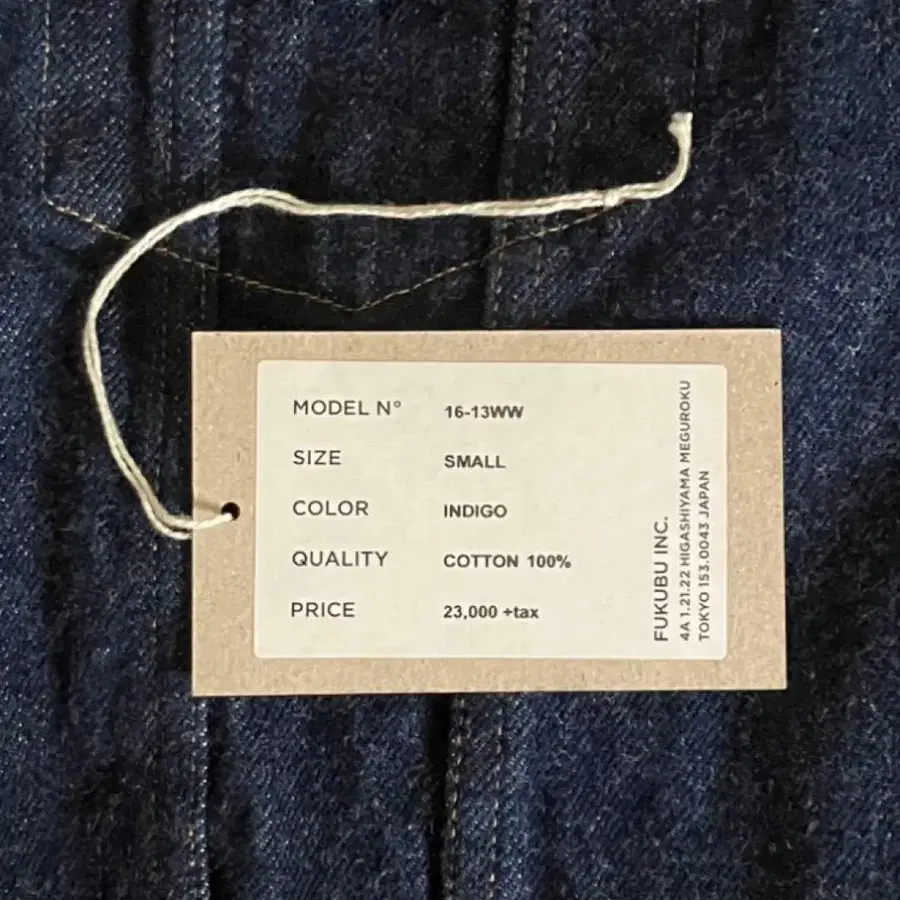 MODEL N° 16-13WW
SIZE SMALL
COLOR INDIGO
QUALITY COTTON 100%
PRICE 23,000 +tax
FUKUBU INC.
4A 1.21.22 HIGASHIYAMA MEGUROKU
TOKYO 153.0043 JAPAN